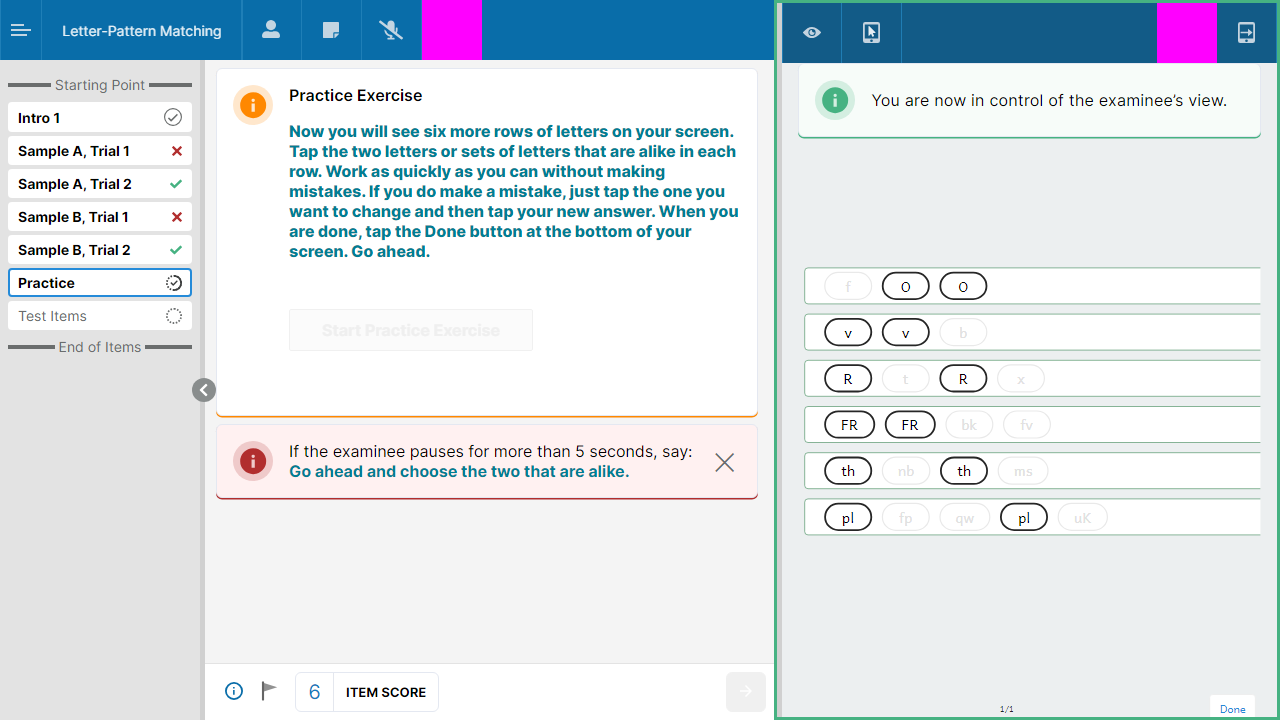 Letter-Pattern Matching
Starting Point
Intro 1
Sample A, Trial 1
Sample A, Trial 2
Sample B, Trial 1
Sample B, Trial 2
Practice
Test Items
End of Items
Practice Exercise
Now you will see six more rows of letters on your screen.
Tap the two letters or sets of letters that are alike in each
row. Work as quickly as you can without making
mistakes. If you do make a mistake, just tap the one you
want to change and then tap your new answer. When you
are done, tap the Done button at the bottom of your
screen. Go ahead.
Start Practice Exercise
If the examinee pauses for more than 5 seconds, say:
Go ahead and choose the two that are alike.
6 ITEM SCORE
You are now in control of the examinee’s view.
f O O
v v b
R t R x
FR FR bk fv
th nb th ms
pl fp qw pl uK
1/1
Done